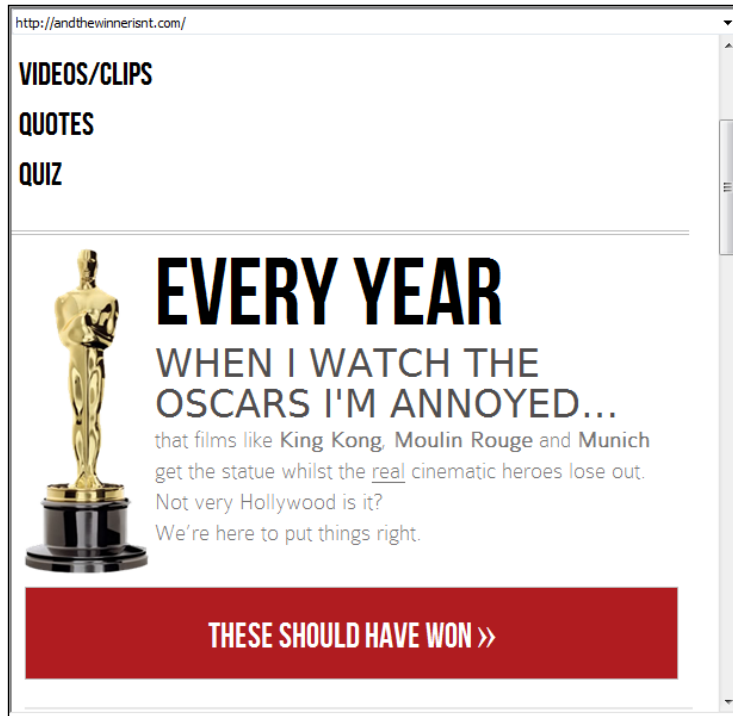 http://andthewinnerisnt.com/
VIDEOS/CLIPS
QUOTES
QUIZ
EVERY YEAR
WHEN I WATCH THE
OSCARS I'M ANNOYED...
that films like King Kong, Moulin Rouge and Munich
get the statue whilst the real cinematic heroes lose out.
Not very Hollywood is it?
We're here to put things right.
THESE SHOULD HAVE WON »